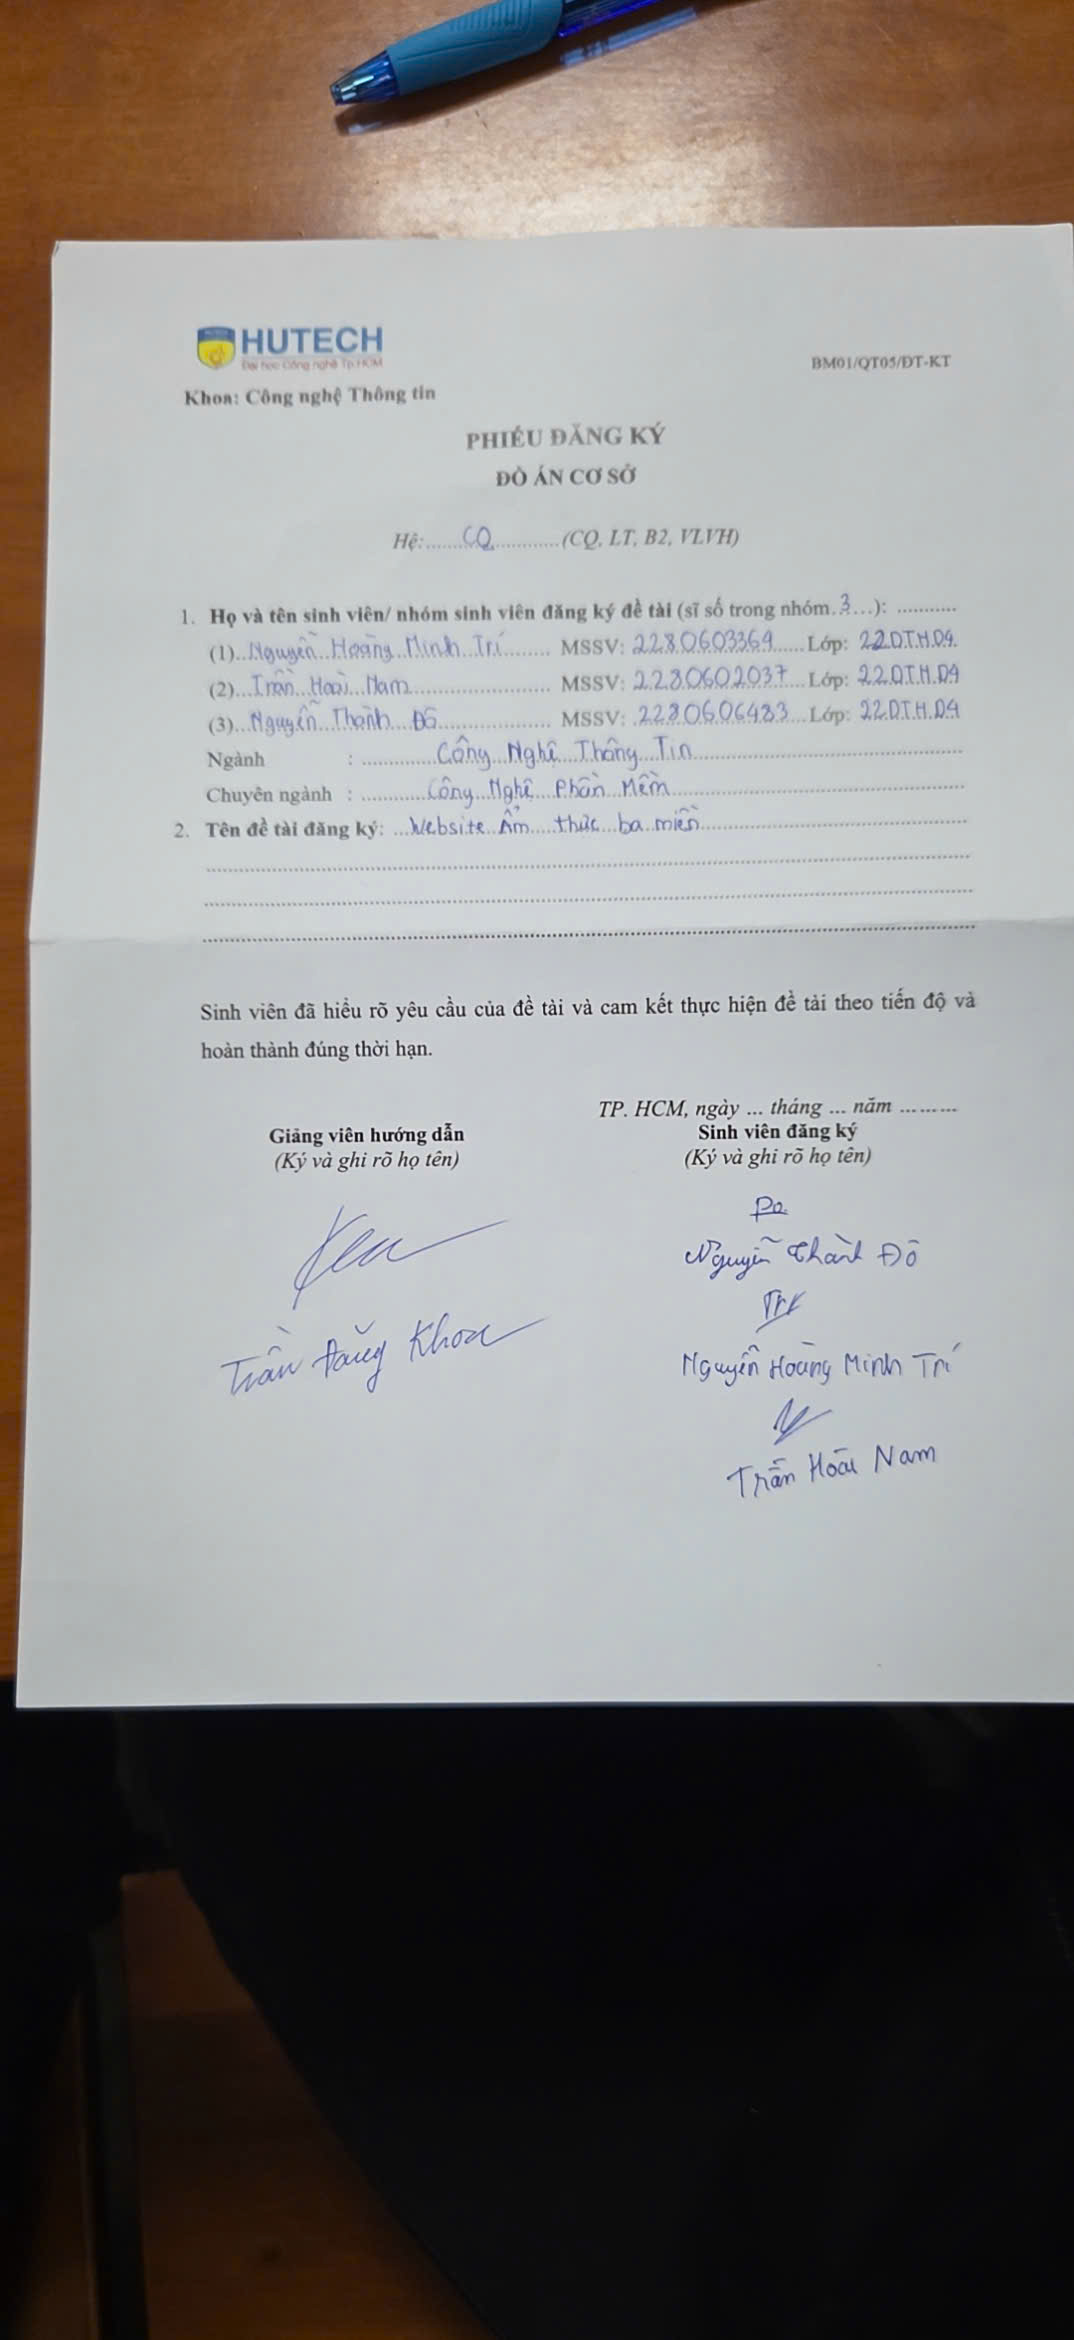 HUTECH
Đại học Công nghệ Tp.HCM
BM01/QT05/ĐT-KT
Khoa: Công nghệ Thông tin
PHIẾU ĐĂNG KÝ
ĐỒ ÁN CƠ SỞ
Hệ:........CQ..............(CQ, LT, B2, VLVH)
1. Họ và tên sinh viên/ nhóm sinh viên đăng ký đề tài (sĩ số trong nhóm.3...): ...........
(1)..Nguyễn Hoàng Minh Trí........ MSSV: 2280603369.....Lớp: 22DTHD9.
(2)...Trần Hoài Nam.......................... MSSV: 2280602037...Lớp: 22DTHD9
(3)...Nguyễn Thành Đô..................... MSSV: .2280606483...Lớp: 22DTHD9
Ngành : .............Công Nghệ Thông Tin................................
Chuyên ngành : ............Công Nghệ Phần Mềm................................
2. Tên đề tài đăng ký: ...Website Ẩm thức ba miền................................
Sinh viên đã hiểu rõ yêu cầu của đề tài và cam kết thực hiện đề tài theo tiến độ và
hoàn thành đúng thời hạn.
TP. HCM, ngày ... tháng ... năm .........
Giảng viên hướng dẫn
Sinh viên đăng ký
(Ký và ghi rõ họ tên)
(Ký và ghi rõ họ tên)
Nguyễn Thành Đô
Trí
Trần Đăng Khoa
Nguyễn Hoàng Minh Trí
Trần Hoài Nam